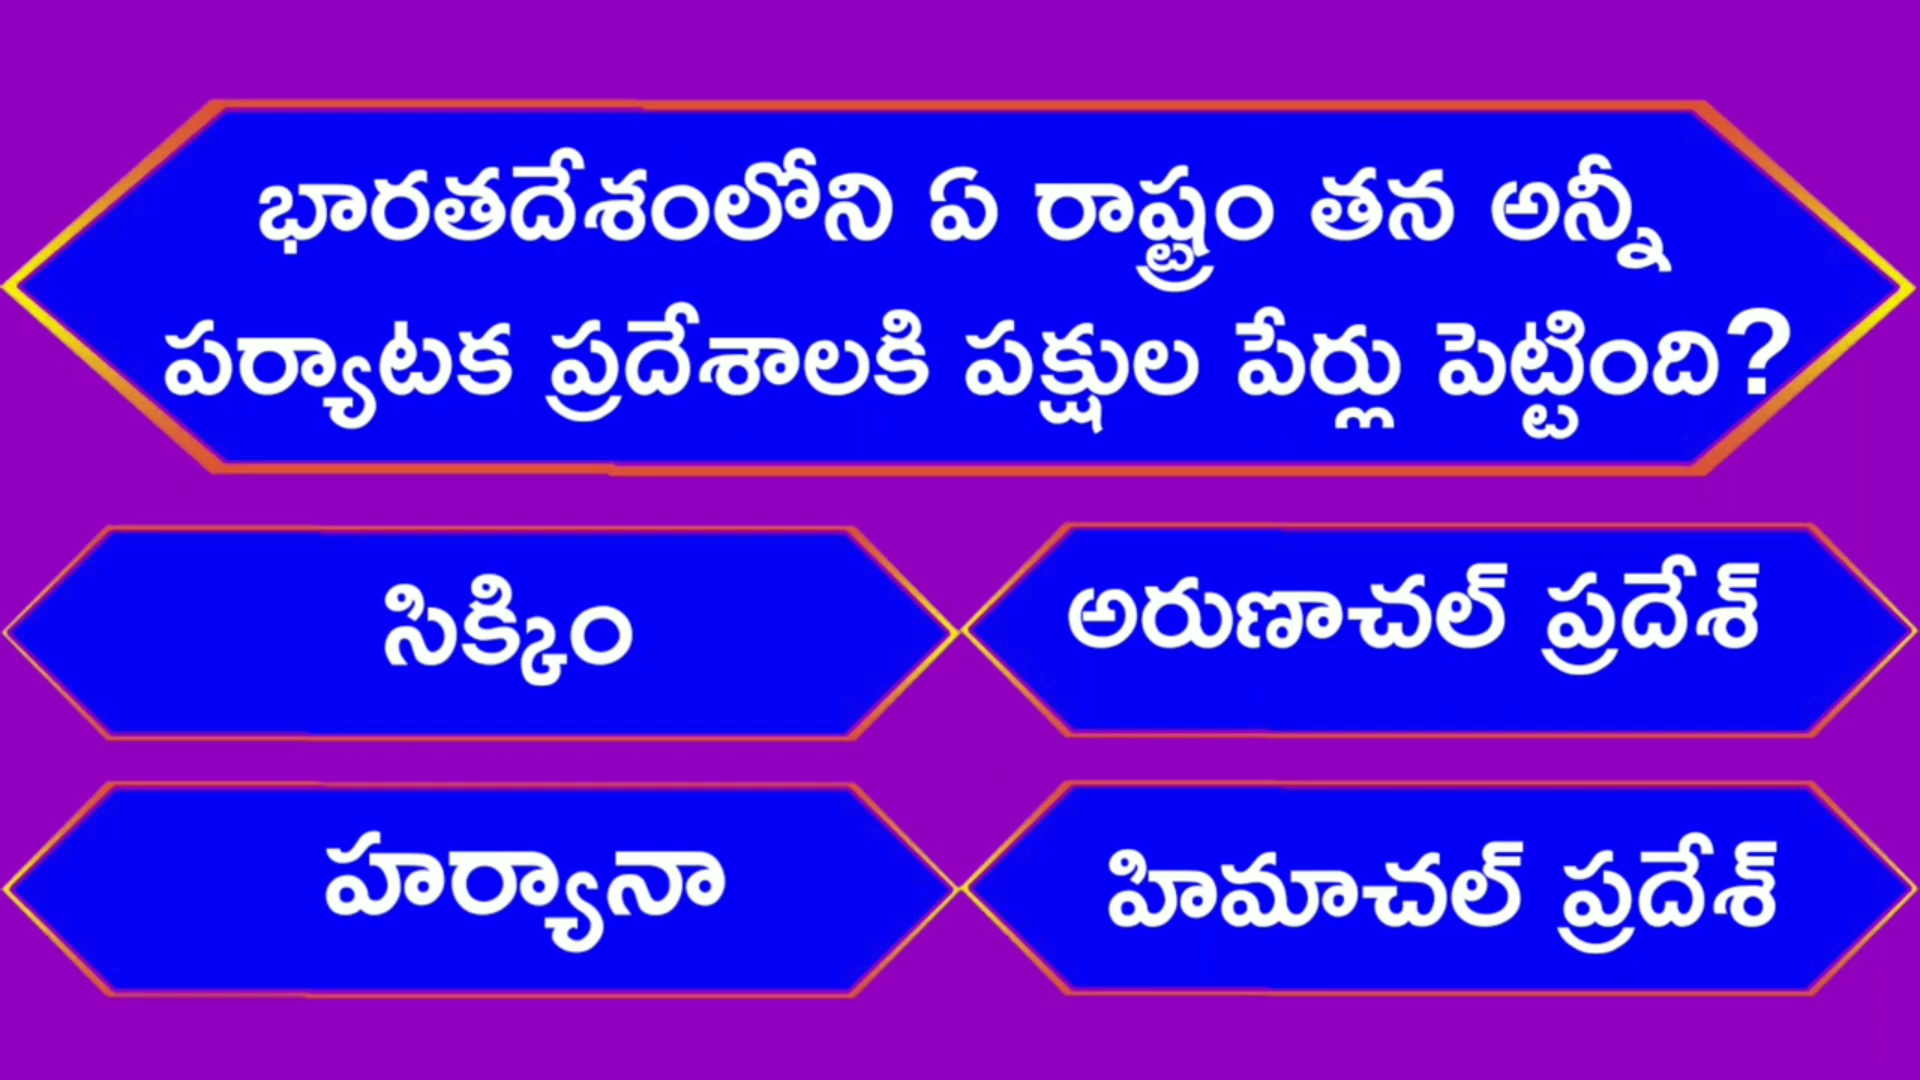 భారతదేశంలోని ఏ రాష్ట్రం తన అన్నీ
పర్యాటక ప్రదేశాలకి పక్షుల పేర్లు పెట్టింది?
సిక్కిం
అరుణాచల్ ప్రదేశ్
హర్యానా
హిమాచల్ ప్రదేశ్